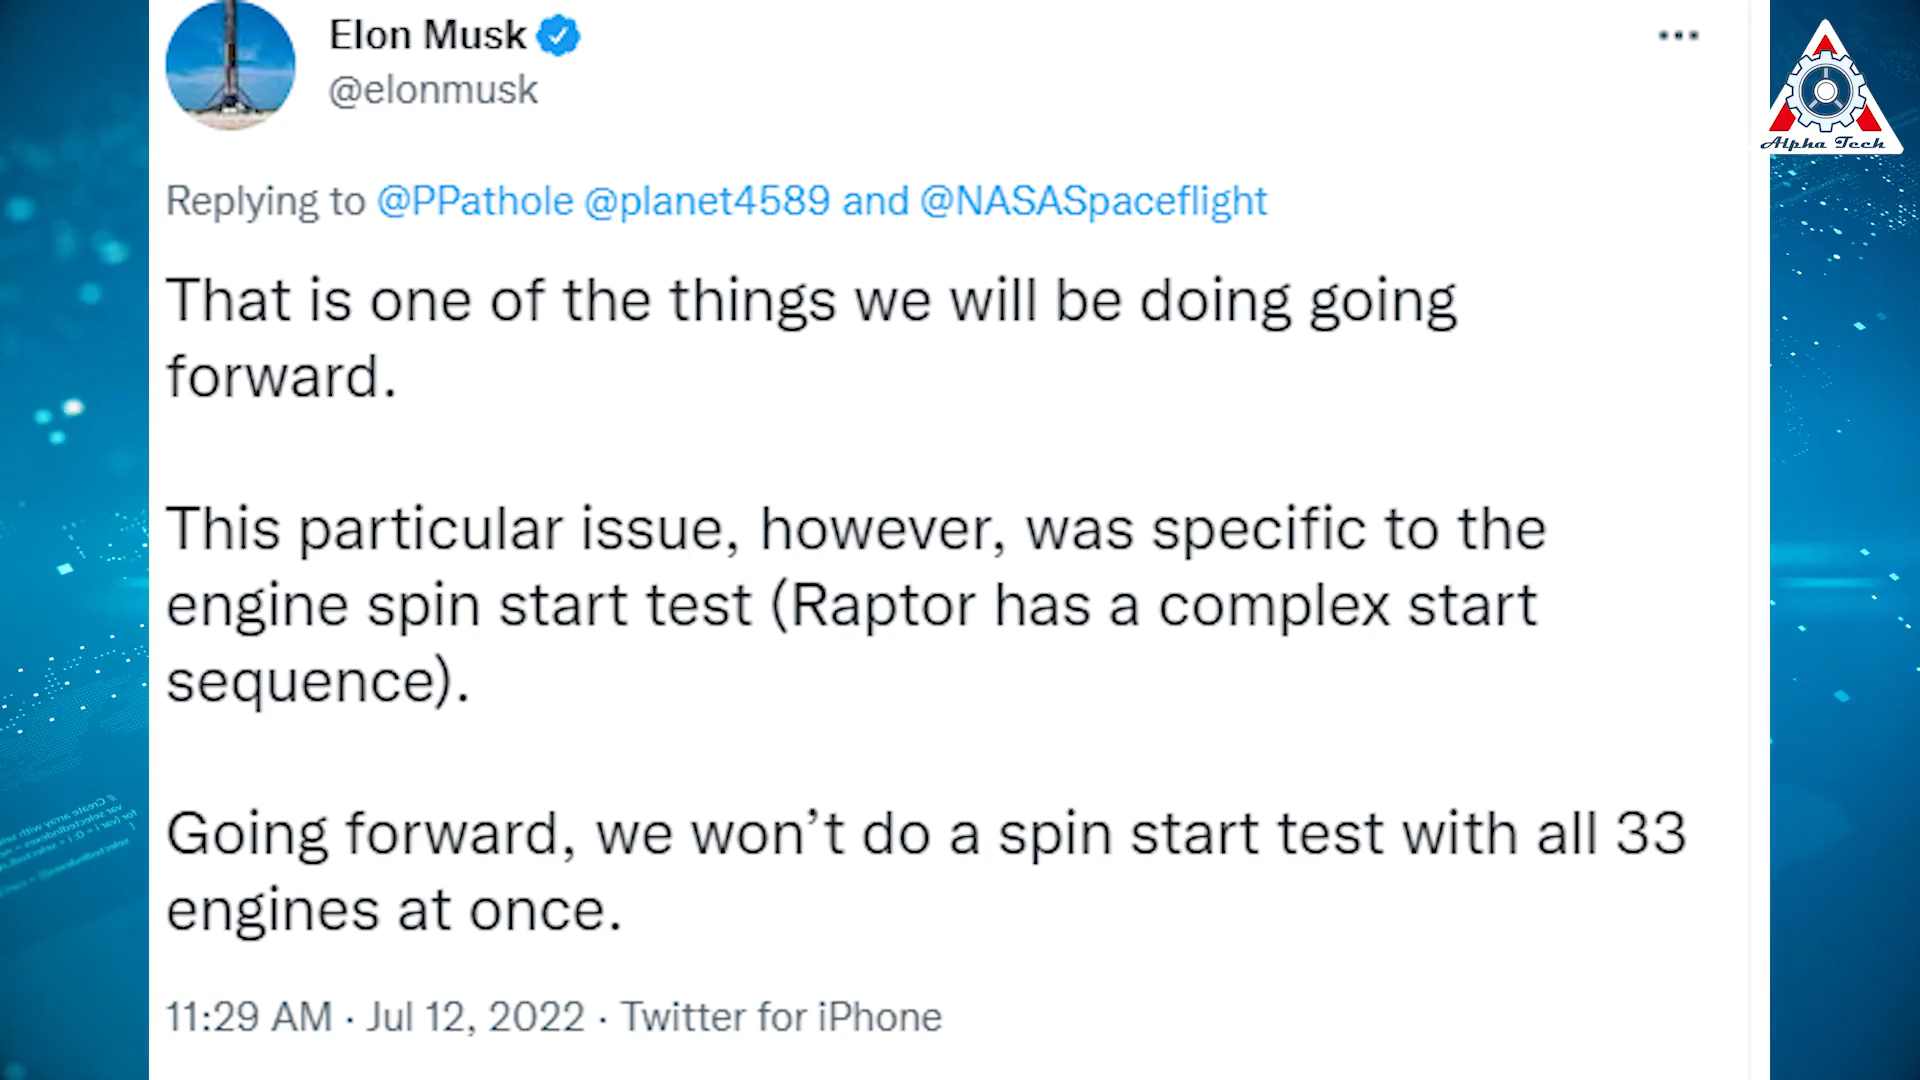 Elon Musk
@elonmusk
Alpha Tech
Replying to @PPathole @planet4589 and @NASASpaceflight
That is one of the things we will be doing going
forward.
This particular issue, however, was specific to the
engine spin start test (Raptor has a complex start
sequence).
Going forward, we won’t do a spin start test with all 33
engines at once.
11:29 AM · Jul 12, 2022 · Twitter for iPhone